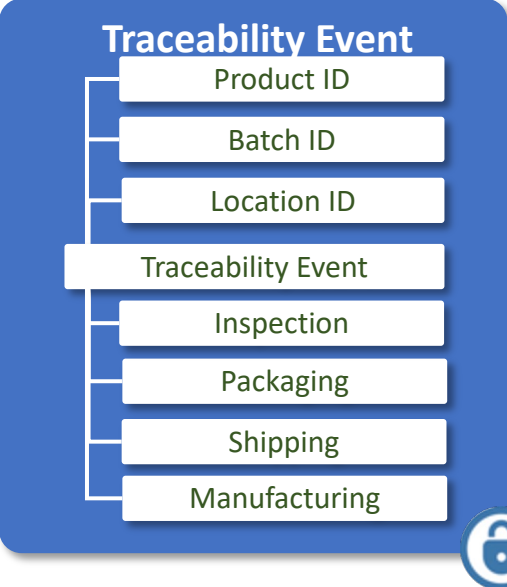 Traceability Event
Product ID
Batch ID
Location ID
Traceability Event
Inspection
Packaging
Shipping
Manufacturing